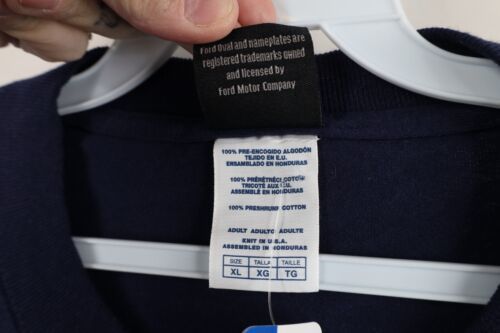 Ford Oval and nameplates are
registered trademarks owned
and licensed by
Ford Motor Company
100% PRE-ENCOGIDO ALGODÓN
TEJIDO EN E.U.
ENSAMBLADO EN HONDURAS
100% PRÉRÉTRÉCI COTON
TRICOTÉ AUX É.U.
ASSEMBLÉ EN HONDURAS
100% PRESHRUNK COTTON
ADULT ADULTO ADULTE
KNIT IN U.S.A.
ASSEMBLED IN HONDURAS
SIZE TALLA TAILLE
XL XG TG